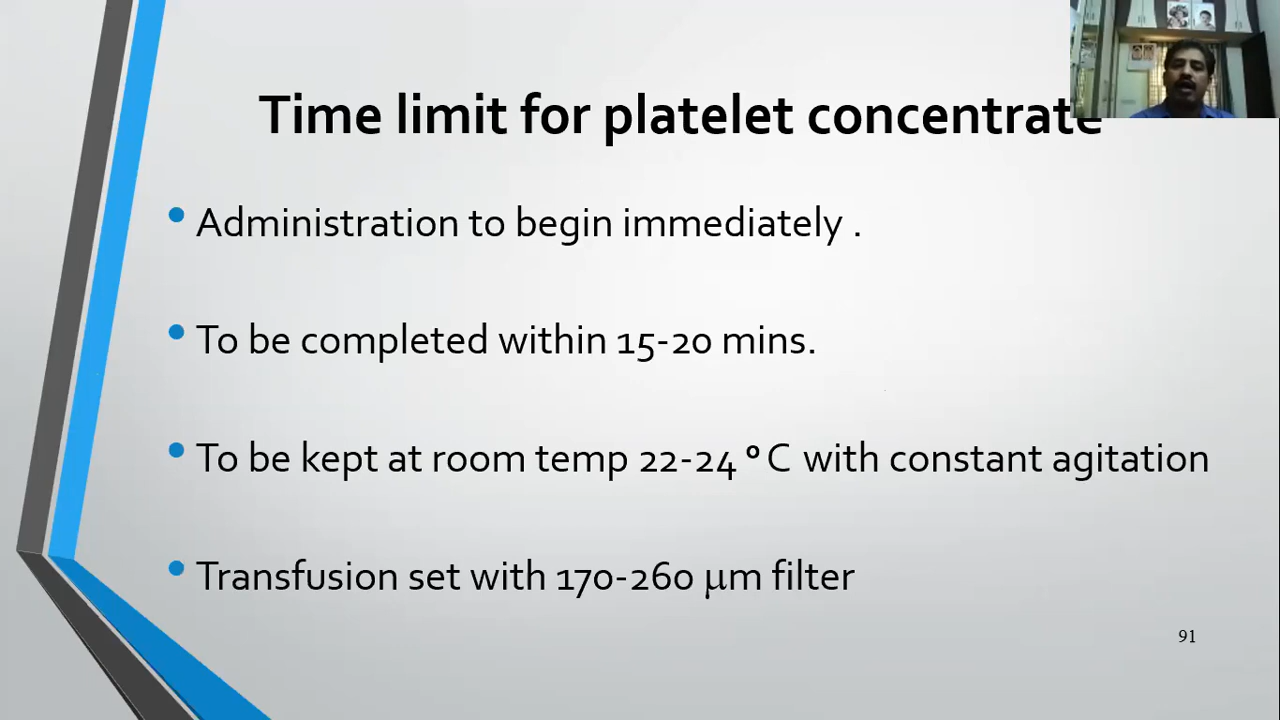 Time limit for platelet concentrate
• Administration to begin immediately .
• To be completed within 15-20 mins.
• To be kept at room temp 22-24 º C with constant agitation
• Transfusion set with 170-260 µm filter
91